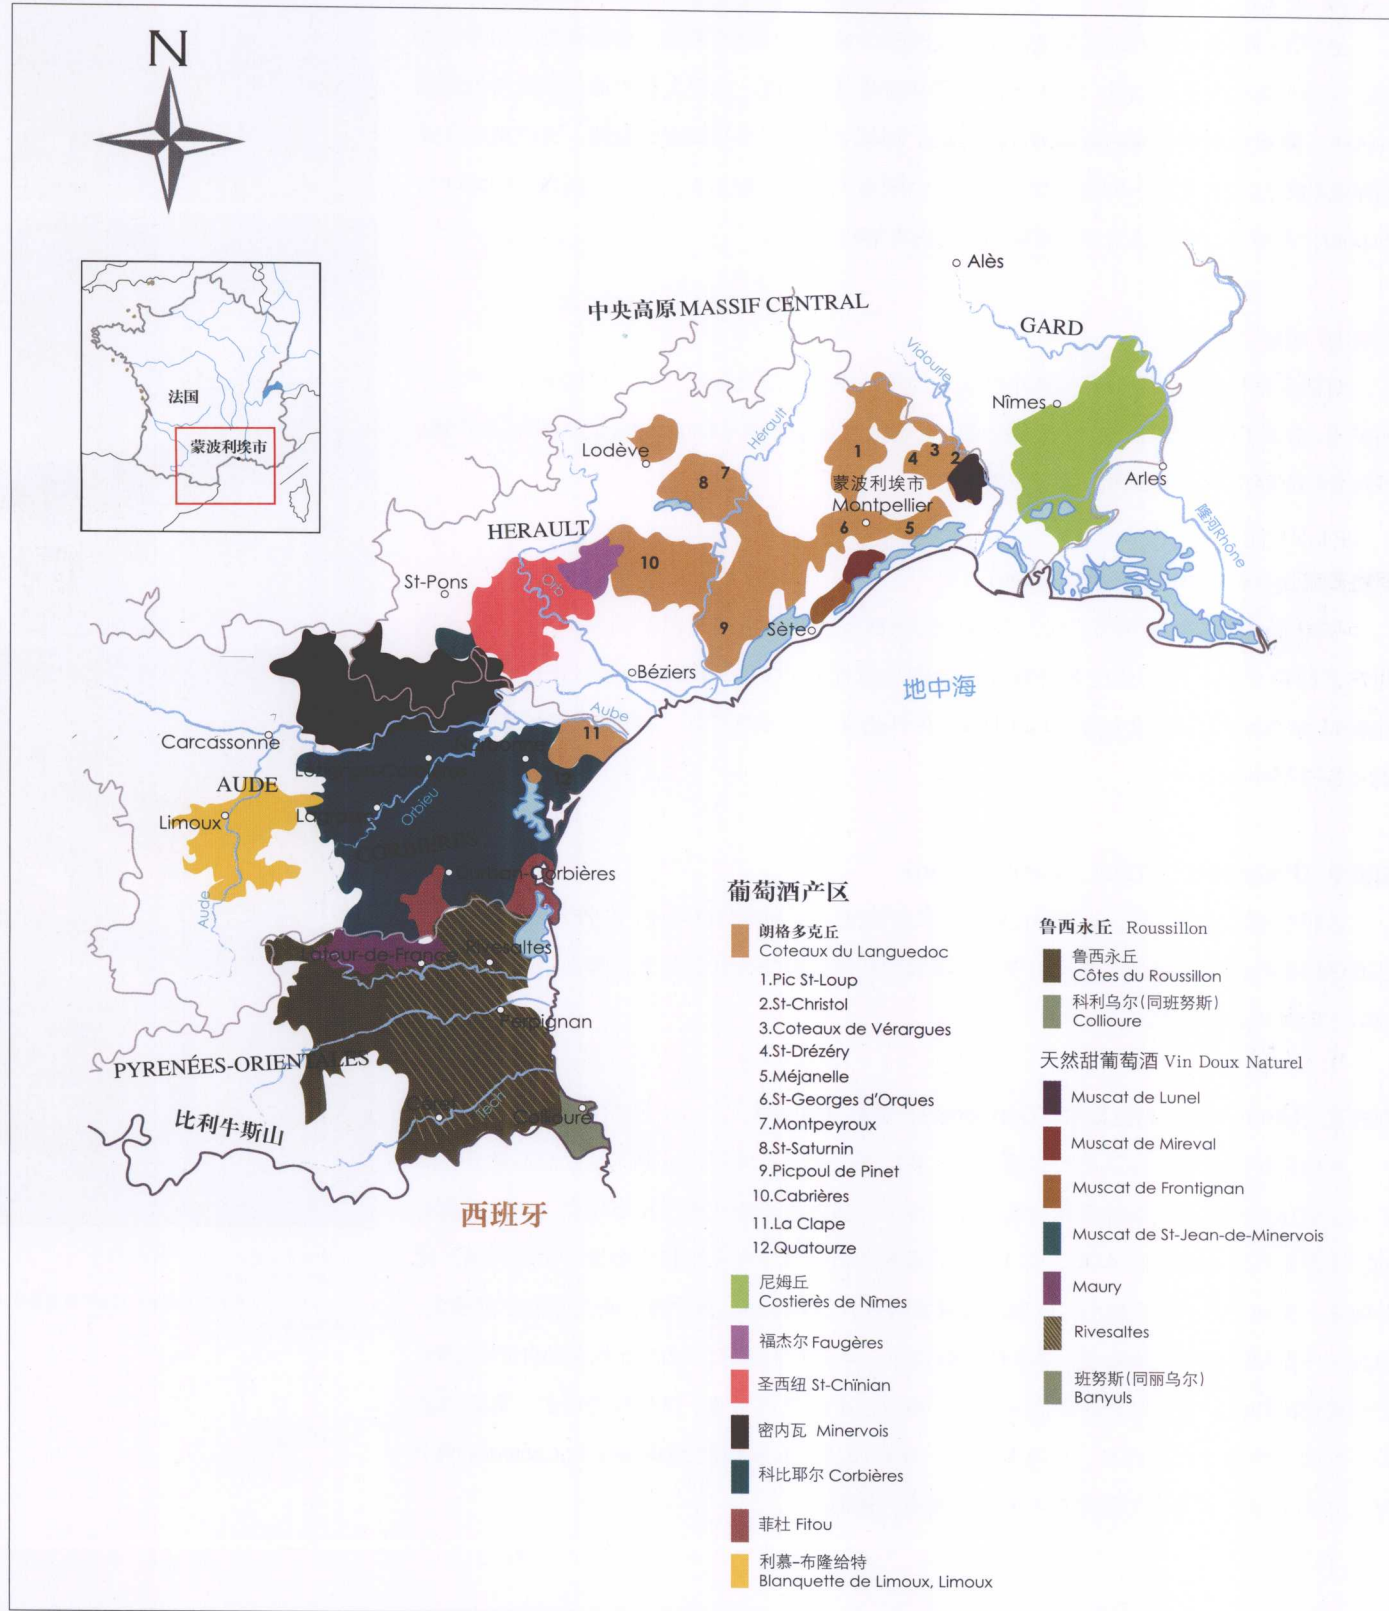 N
法国
蒙波利埃市
中央高原 MASSIF CENTRAL
Alès
GARD
Vidourle
Nîmes
Hérault
Lodève
1
3
2
4
7
8
蒙波利埃市
Montpellier
Arles
隆河Rhône
HERAULT
6
5
10
St-Pons
Orb
9
Sète
Béziers
地中海
Aube
11
Carcassonne
12
AUDE
Limoux
Orbieu
CORBIÈRES
Aude
Latour-de-France
Rivesaltes
Perpignan
PYRENÉES-ORIENTALES
Céret
Tech
Collioure
比利牛斯山
西班牙
葡萄酒产区
朗格多克丘
Coteaux du Languedoc
1.Pic St-Loup
2.St-Christol
3.Coteaux de Vérargues
4.St-Drézéry
5.Méjanelle
6.St-Georges d'Orques
7.Montpeyroux
8.St-Saturnin
9.Picpoul de Pinet
10.Cabrières
11.La Clape
12.Quatourze
尼姆丘
Costierès de Nîmes
福杰尔 Faugères
圣西纽 St-Chïnian
密内瓦 Minervois
科比耶尔 Corbières
菲杜 Fitou
利慕-布隆给特
Blanquette de Limoux, Limoux
鲁西永丘 Roussillon
鲁西永丘
Côtes du Roussillon
科利乌尔(同班努斯)
Collioure
天然甜葡萄酒 Vin Doux Naturel
Muscat de Lunel
Muscat de Mireval
Muscat de Frontignan
Muscat de St-Jean-de-Minervois
Maury
Rivesaltes
班努斯(同丽乌尔)
Banyuls